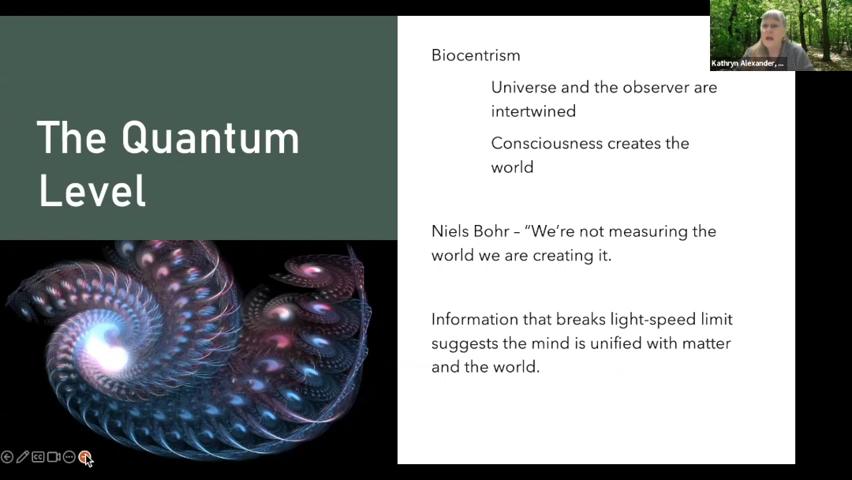 The Quantum
Level
Biocentrism
Universe and the observer are
intertwined
Consciousness creates the
world
Niels Bohr – “We’re not measuring the
world we are creating it.
Information that breaks light-speed limit
suggests the mind is unified with matter
and the world.
Kathryn Alexander, ...
CC